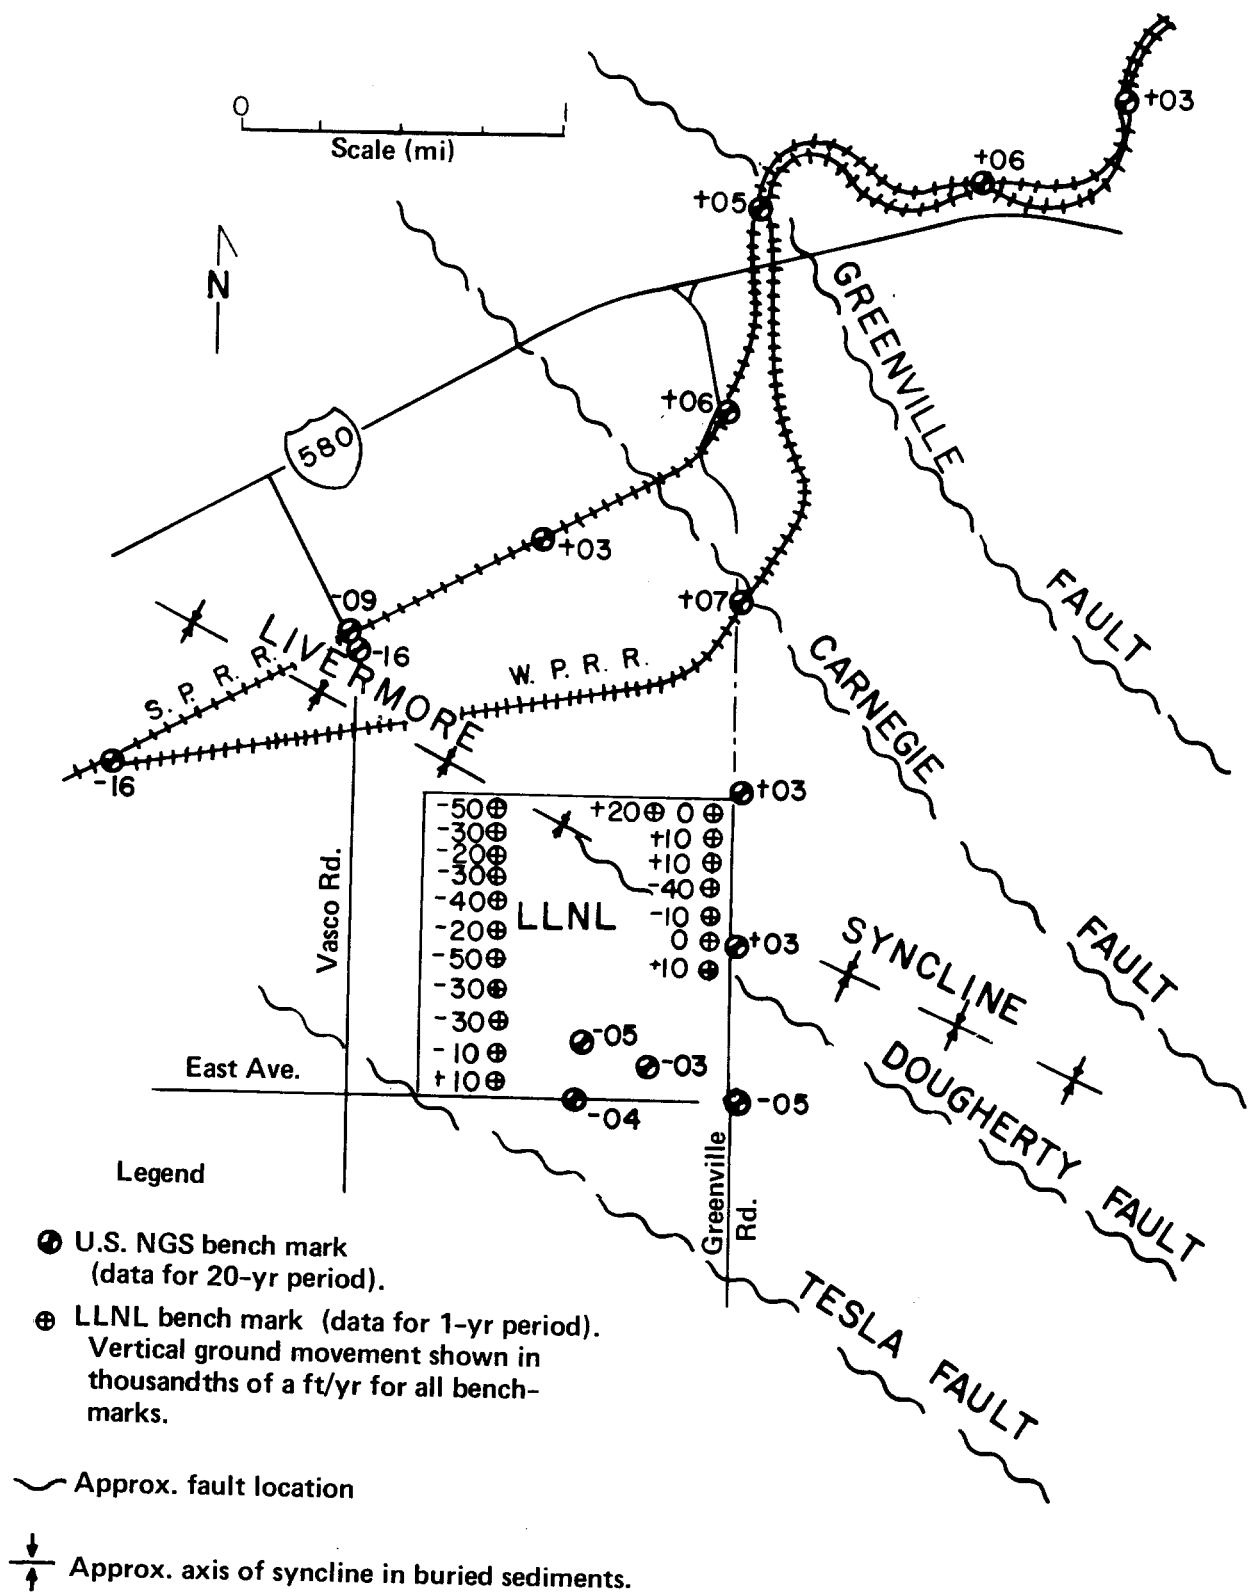 0 1
Scale (mi)
+03
+06
+05
N
GREENVILLE
FAULT
580
+06
+03
-09
-16
LIVERMORE
S. P. R. R.
W. P. R. R.
+07
CARNEGIE
FAULT
-16
+03
-50 +20 0
-30 +10
-20 +10
-30 -40
-40 -10
-20 0
-50 +10
-30
-30
-10
+10
LLNL
+03
Vasco Rd.
SYNCLINE
DOUGHERTY FAULT
-05
-03
-04
-05
East Ave.
Greenville
Rd.
TESLA FAULT
Legend
U.S. NGS bench mark
(data for 20-yr period).
LLNL bench mark (data for 1-yr period).
Vertical ground movement shown in
thousandths of a ft/yr for all bench-
marks.
Approx. fault location
Approx. axis of syncline in buried sediments.